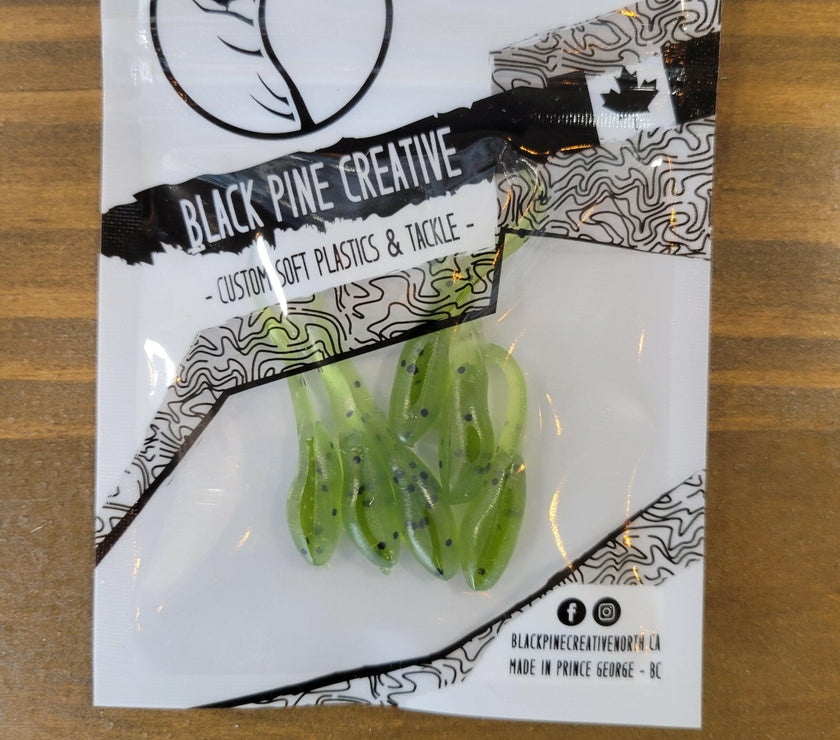 BLACK PINE CREATIVE
- CUSTOM SOFT PLASTICS & TACKLE -
BLACKPINECREATIVENORTH.CA
MADE IN PRINCE GEORGE - BC